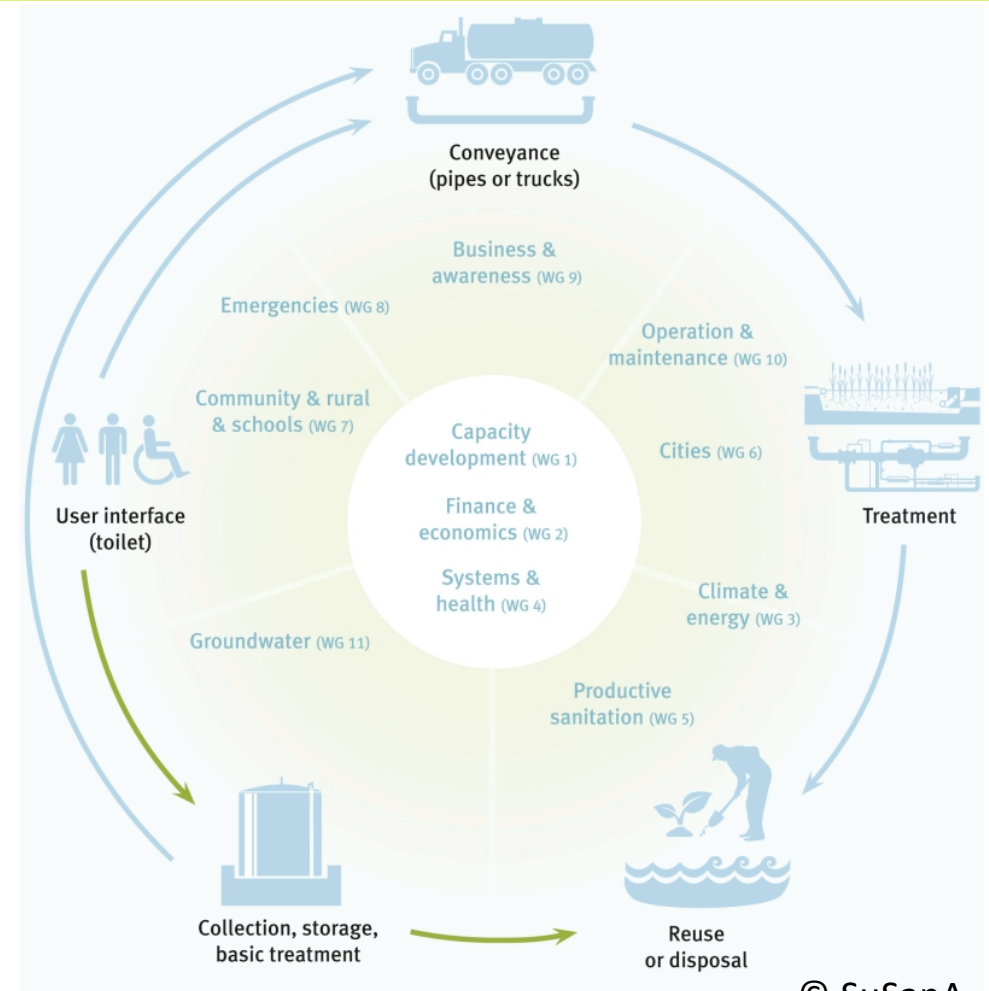 Conveyance
(pipes or trucks)
Business &
awareness (WG 9)
Emergencies (WG 8)
Operation &
maintenance (WG 10)
Community & rural
& schools (WG 7)
Capacity
development (WG 1)
Cities (WG 6)
Finance &
economics (WG 2)
User interface
(toilet)
Treatment
Systems &
health (WG 4)
Climate &
energy (WG 3)
Groundwater (WG 11)
Productive
sanitation (WG 5)
Collection, storage,
basic treatment
Reuse
or disposal
© SuSanA